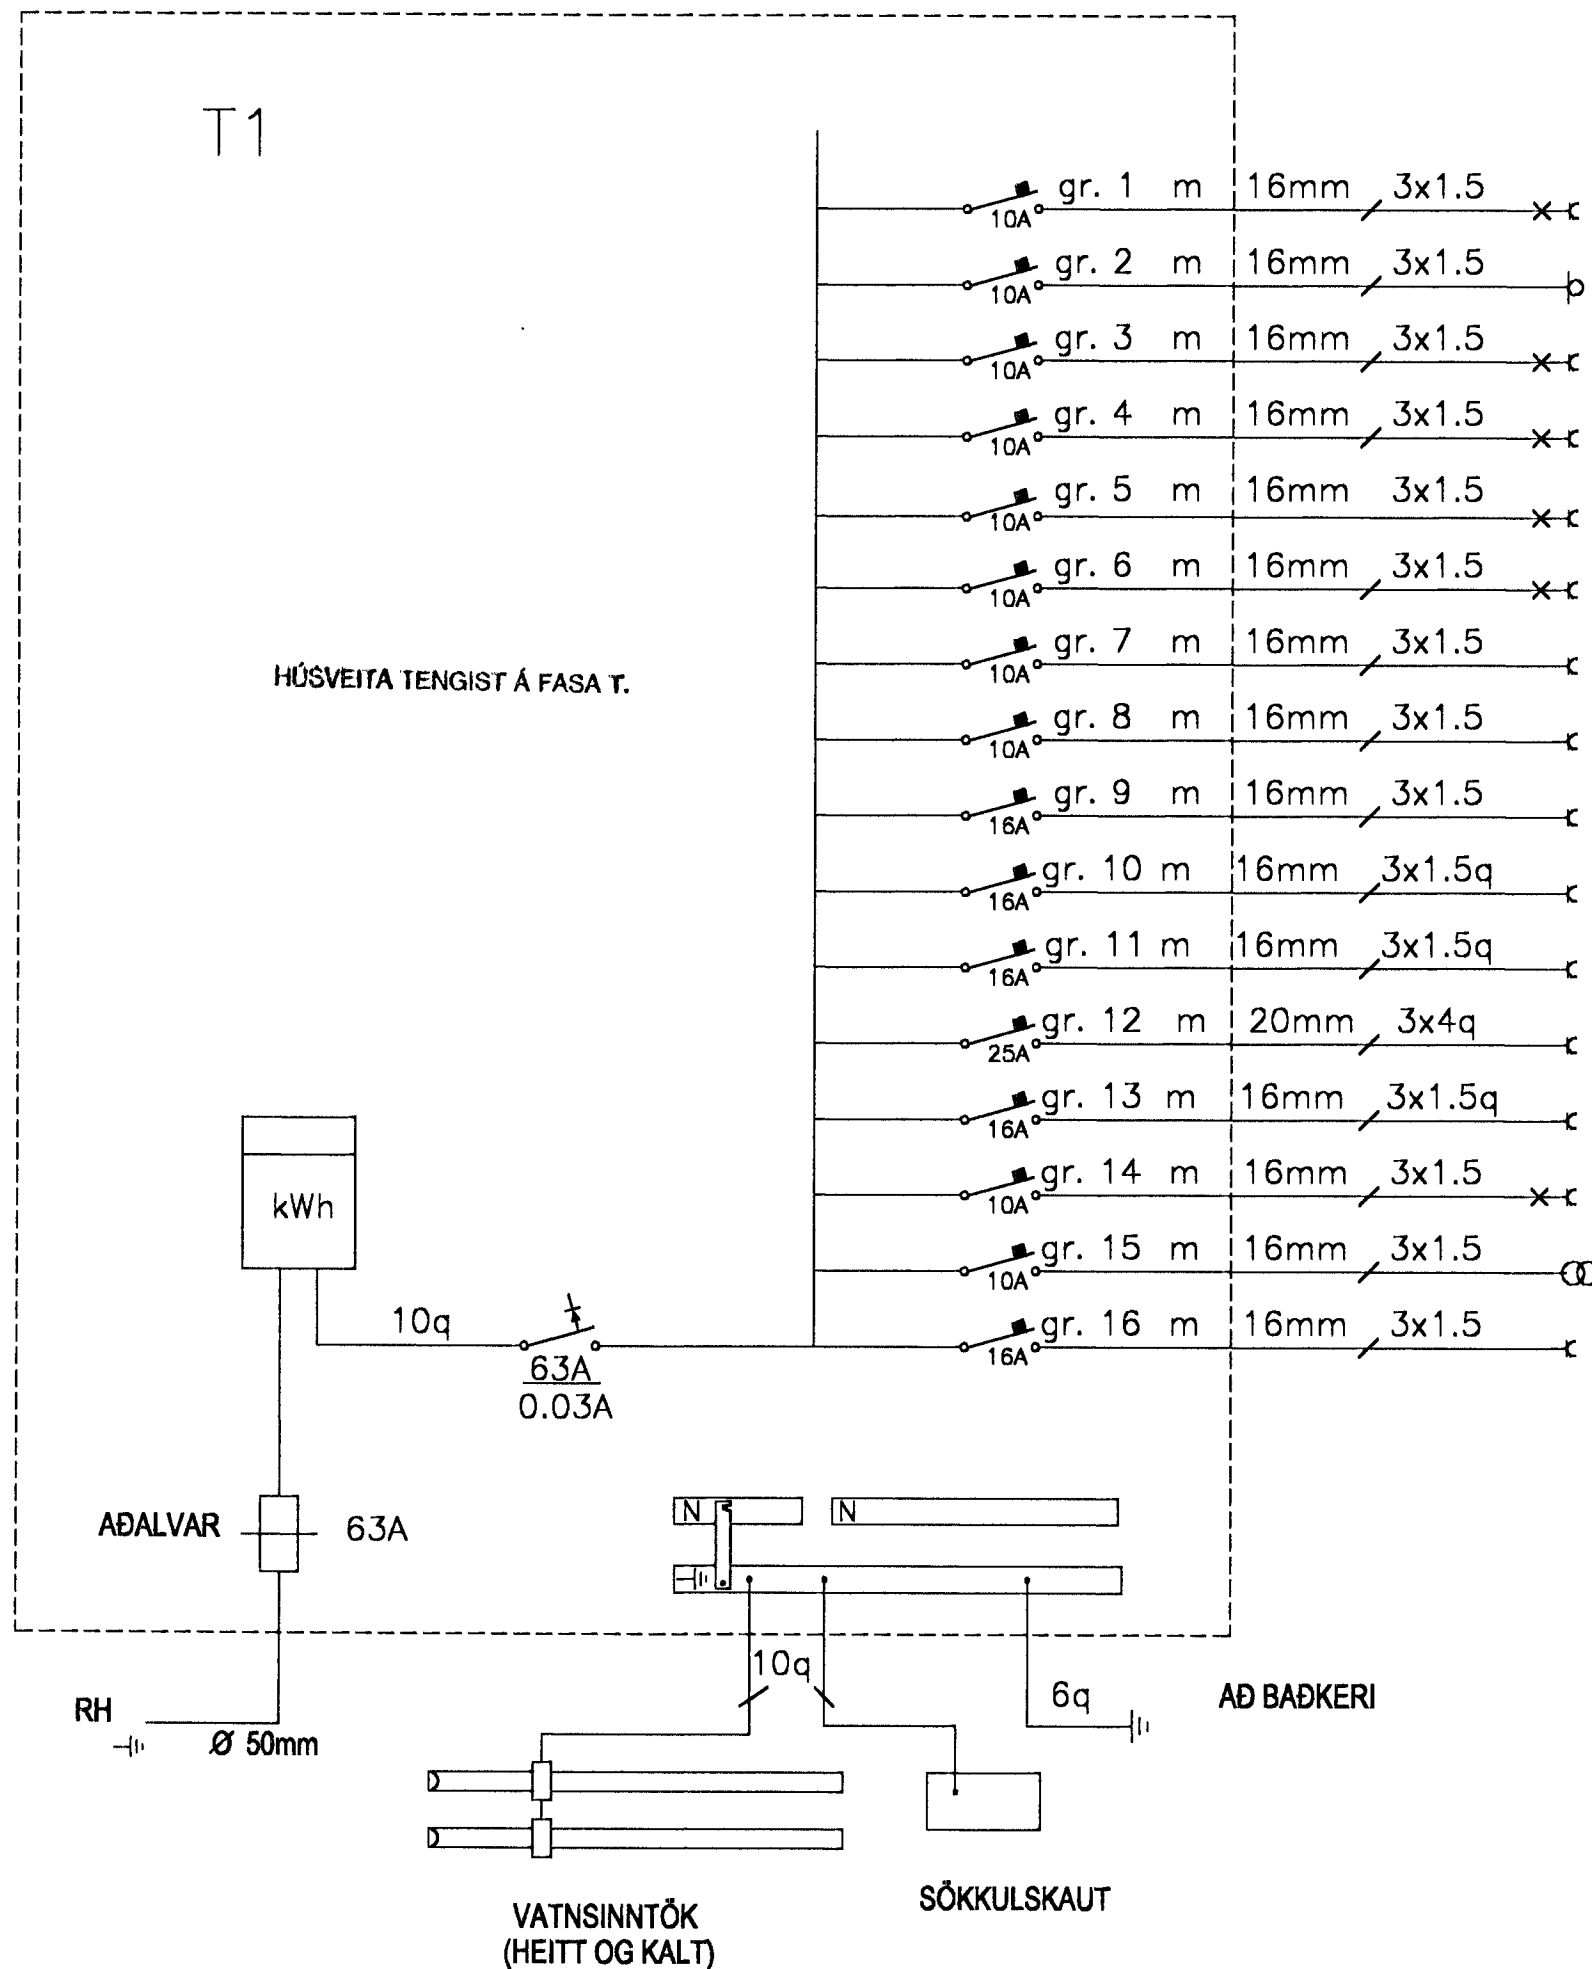 T1
gr. 1 m 16mm 3x1.5
10A
gr. 2 m 16mm 3x1.5
10A
gr. 3 m 16mm 3x1.5
10A
gr. 4 m 16mm 3x1.5
10A
gr. 5 m 16mm 3x1.5
10A
gr. 6 m 16mm 3x1.5
10A
gr. 7 m 16mm 3x1.5
10A
HÚSVEITA TENGIST Á FASA T.
gr. 8 m 16mm 3x1.5
10A
gr. 9 m 16mm 3x1.5
16A
gr. 10 m 16mm 3x1.5q
16A
gr. 11 m 16mm 3x1.5q
16A
gr. 12 m 20mm 3x4q
25A
gr. 13 m 16mm 3x1.5q
16A
gr. 14 m 16mm 3x1.5
10A
kWh
gr. 15 m 16mm 3x1.5
10A
gr. 16 m 16mm 3x1.5
16A
10q
63A
0.03A
N N
AÐALVAR 63A
10q
6q
AÐ BAÐKERI
RH
Ø 50mm
SÖKKULSKAUT
VATNSINNTÖK
(HEITT OG KALT)